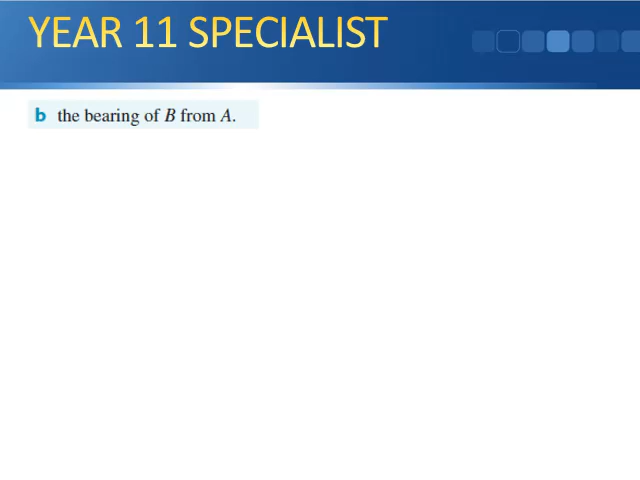 YEAR 11 SPECIALIST
b the bearing of B from A.